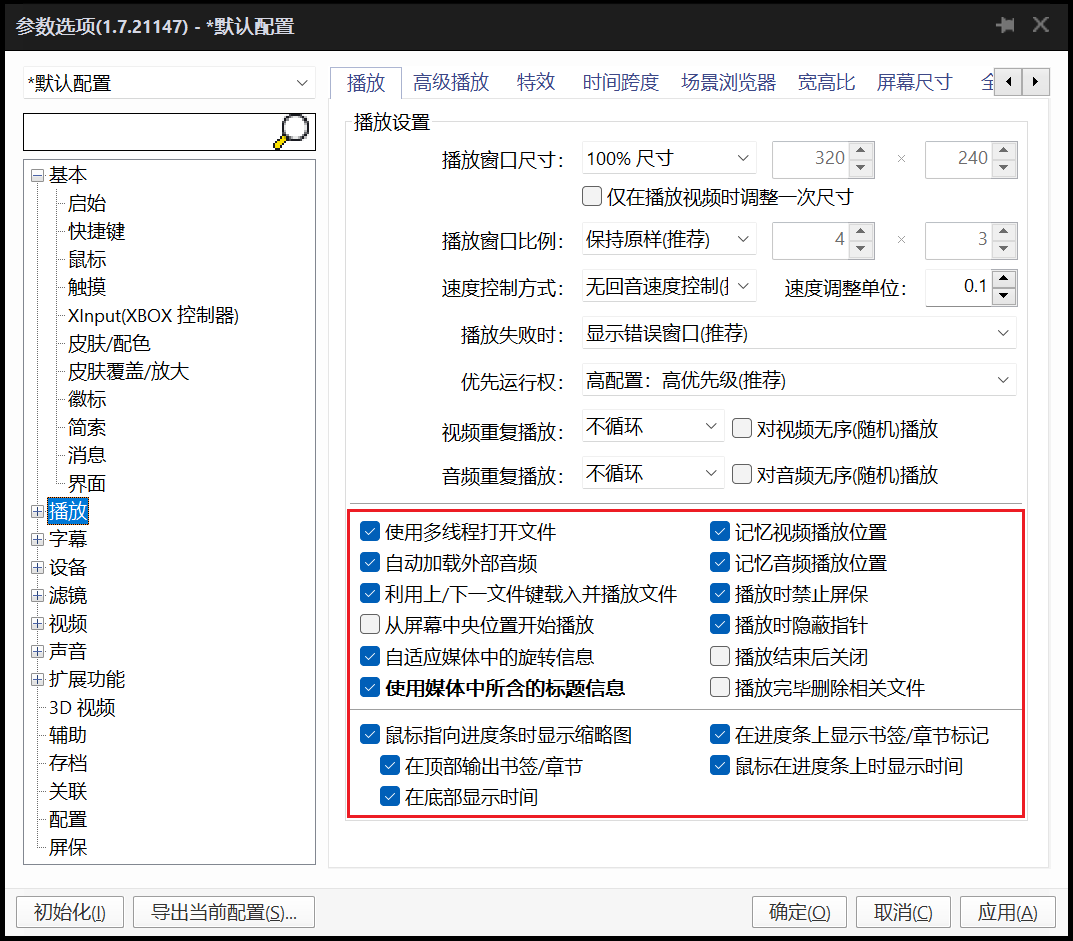 参数选项(1.7.21147) - *默认配置
*默认配置
基本
启始
快捷键
鼠标
触摸
XInput(XBOX 控制器)
皮肤/配色
皮肤覆盖/放大
徽标
简索
消息
界面
播放
字幕
设备
滤镜
视频
声音
扩展功能
3D 视频
辅助
存档
关联
配置
屏保
播放 高级播放 特效 时间跨度 场景浏览器 宽高比 屏幕尺寸
播放设置
播放窗口尺寸： 100% 尺寸 320 × 240
仅在播放视频时调整一次尺寸
播放窗口比例： 保持原样(推荐) 4 × 3
速度控制方式： 无回音速度控制( 速度调整单位： 0.1
播放失败时： 显示错误窗口(推荐)
优先运行权： 高配置：高优先级(推荐)
视频重复播放： 不循环 对视频无序(随机)播放
音频重复播放： 不循环 对音频无序(随机)播放
使用多线程打开文件 记忆视频播放位置
自动加载外部音频 记忆音频播放位置
利用上/下一文件键载入并播放文件 播放时禁止屏保
从屏幕中央位置开始播放 播放时隐蔽指针
自适应媒体中的旋转信息 播放结束后关闭
使用媒体中所含的标题信息 播放完毕删除相关文件
鼠标指向进度条时显示缩略图 在进度条上显示书签/章节标记
在顶部输出书签/章节 鼠标在进度条上时显示时间
在底部显示时间
初始化(I) 导出当前配置(S)... 确定(O) 取消(C) 应用(A)